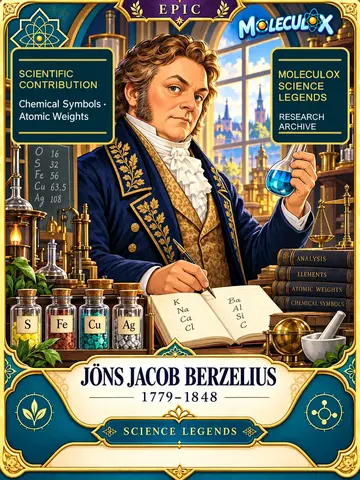 EPIC
MOLECULOX
SCIENTIFIC
CONTRIBUTION
Chemical Symbols ·
Atomic Weights
MOLECULOX
SCIENCE
LEGENDS
RESEARCH
ARCHIVE
O 16
S 32
Fe 56
Cu 63.5
Ag 108
ANALYSIS
ELEMENTS
ATOMIC WEIGHTS
CHEMICAL SYMBOLS
K
Na
Ca
Cl
Ba
Al
Si
C
S
Fe
Cu
Ag
JÖNS JACOB BERZELIUS
1779–1848
SCIENCE LEGENDS